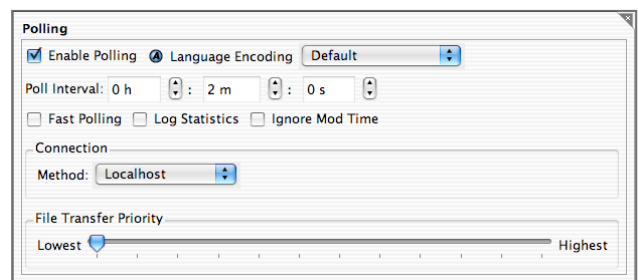 Polling
Enable Polling A Language Encoding Default
Poll Interval: 0 h : 2 m : 0 s
Fast Polling Log Statistics Ignore Mod Time
Connection
Method: Localhost
File Transfer Priority
Lowest Highest